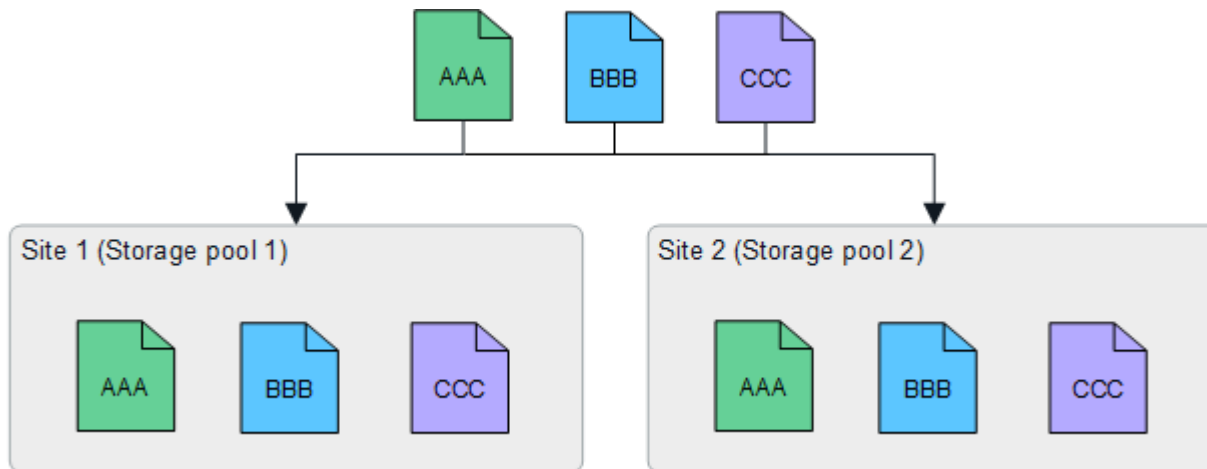 AAA
BBB
CCC
Site 1 (Storage pool 1)
AAA
BBB
CCC
Site 2 (Storage pool 2)
AAA
BBB
CCC